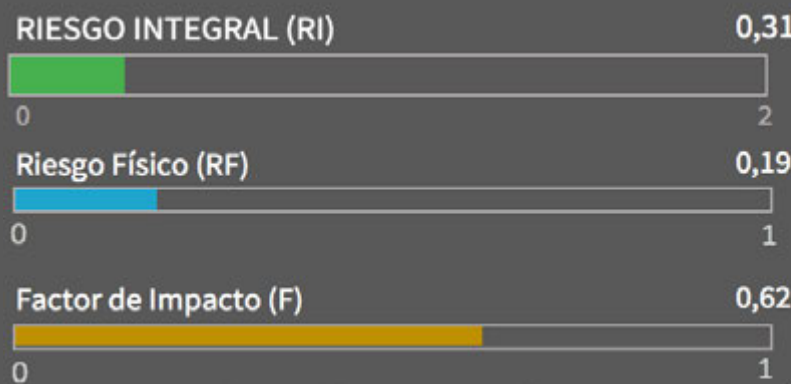 RIESGO INTEGRAL (RI) 0,31
0 2
Riesgo Físico (RF) 0,19
0 1
Factor de Impacto (F) 0,62
0 1